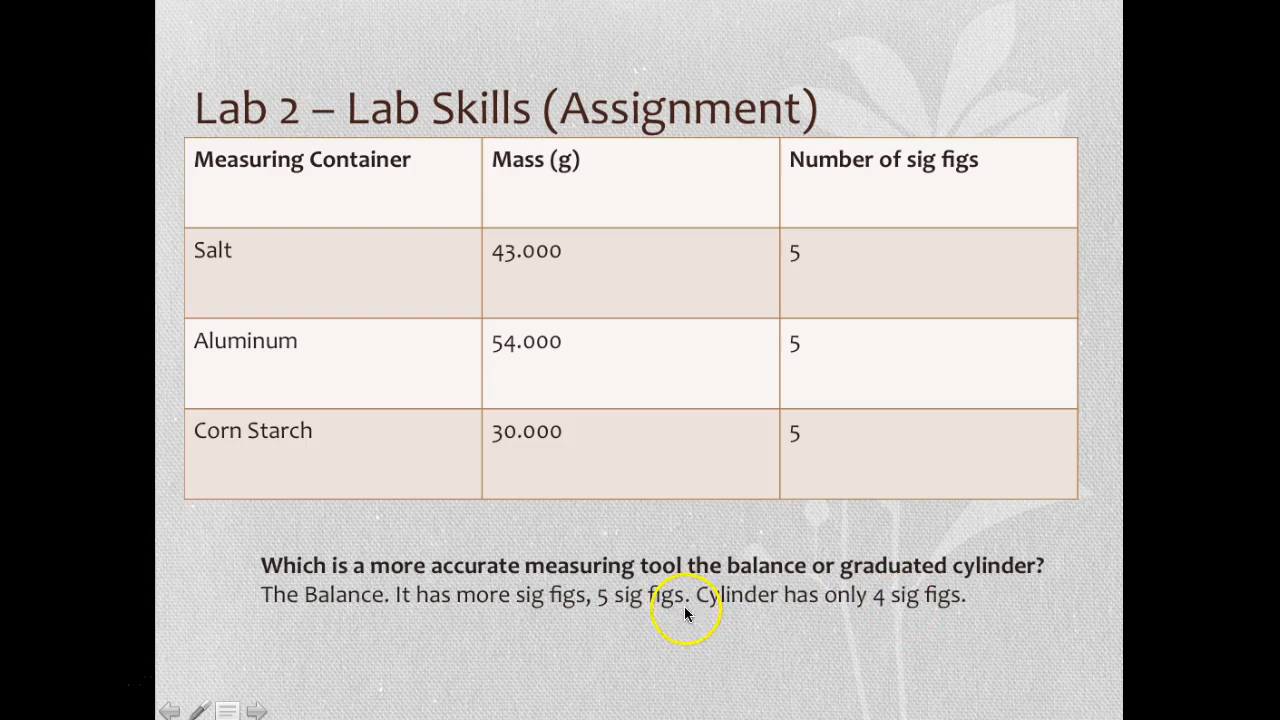 Lab 2 – Lab Skills (Assignment)
Measuring Container Mass (g) Number of sig figs
Salt 43.000 5
Aluminum 54.000 5
Corn Starch 30.000 5
Which is a more accurate measuring tool the balance or graduated cylinder?
The Balance. It has more sig figs, 5 sig figs. Cylinder has only 4 sig figs.